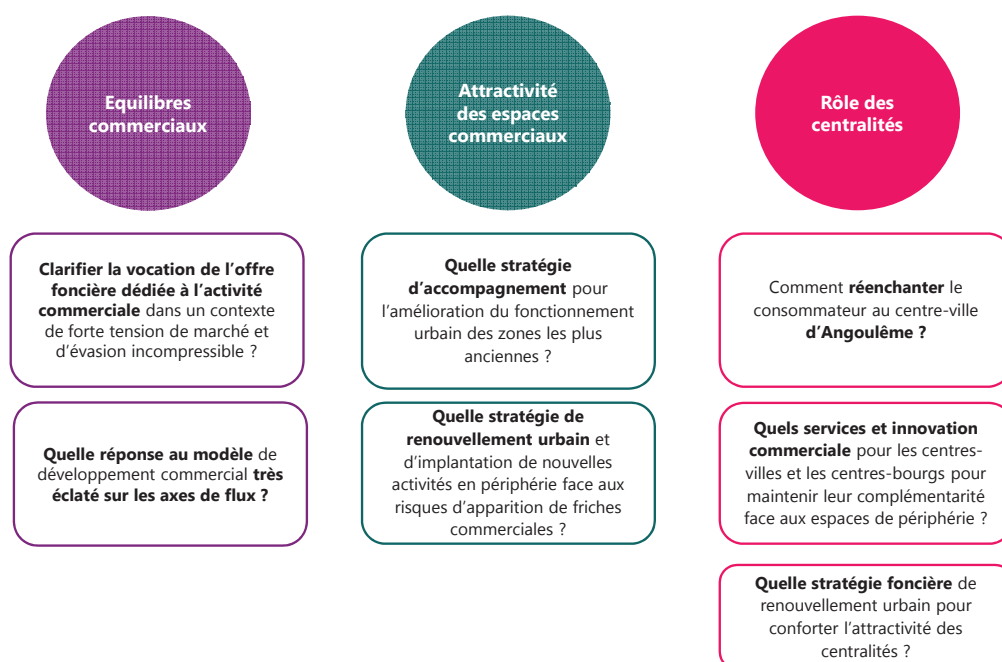 Equilibres
commerciaux
Attractivité
des espaces
commerciaux
Rôle des
centralités
Clarifier la vocation de l’offre
foncière dédiée à l’activité
commerciale dans un contexte
de forte tension de marché et
d’évasion incompressible ?
Quelle stratégie
d’accompagnement pour
l’amélioration du fonctionnement
urbain des zones les plus
anciennes ?
Comment réenchanter le
consommateur au centre-ville
d’Angoulême ?
Quelle réponse au modèle de
développement commercial très
éclaté sur les axes de flux ?
Quelle stratégie de
renouvellement urbain et
d’implantation de nouvelles
activités en périphérie face aux
risques d’apparition de friches
commerciales ?
Quels services et innovation
commerciale pour les centres-
villes et les centres-bourgs pour
maintenir leur complémentarité
face aux espaces de périphérie ?
Quelle stratégie foncière de
renouvellement urbain pour
conforter l’attractivité des
centralités ?